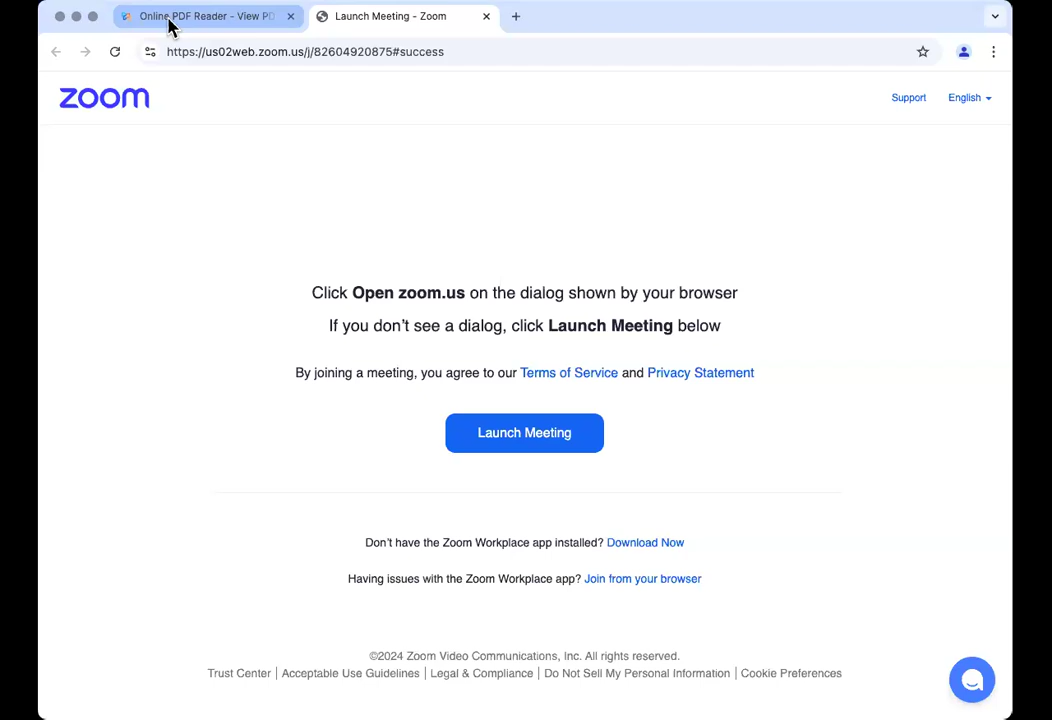 Online PDF Reader - View PD
Launch Meeting - Zoom
https://us02web.zoom.us/j/82604920875#success
zoom
Support
English
Click Open zoom.us on the dialog shown by your browser
If you don't see a dialog, click Launch Meeting below
By joining a meeting, you agree to our Terms of Service and Privacy Statement
Launch Meeting
Don't have the Zoom Workplace app installed? Download Now
Having issues with the Zoom Workplace app? Join from your browser
©2024 Zoom Video Communications, Inc. All rights reserved.
Trust Center | Acceptable Use Guidelines | Legal & Compliance | Do Not Sell My Personal Information | Cookie Preferences